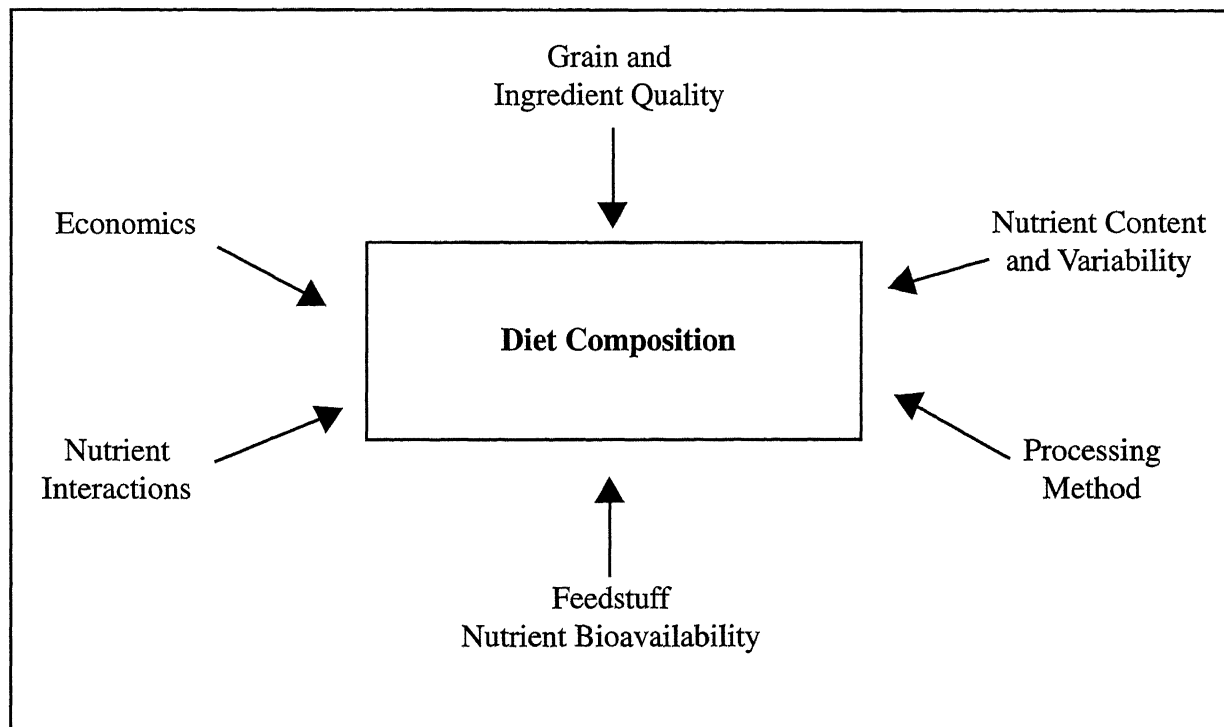 Grain and
Ingredient Quality
Economics
Nutrient Content
and Variability
Diet Composition
Nutrient
Interactions
Processing
Method
Feedstuff
Nutrient Bioavailability